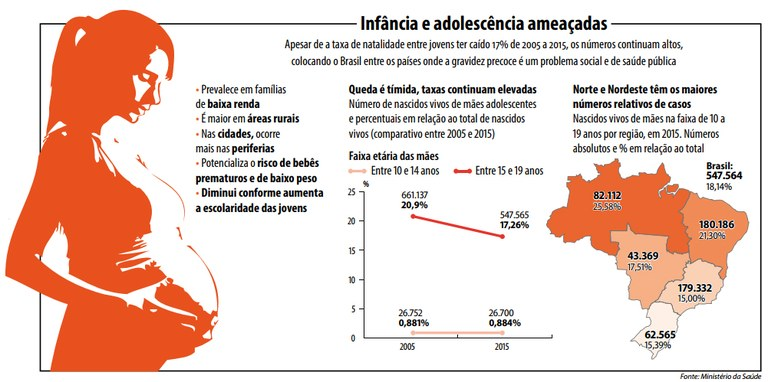 Infância e adolescência ameaçadas
Apesar de a taxa de natalidade entre jovens ter caído 17% de 2005 a 2015, os números continuam altos,
colocando o Brasil entre os países onde a gravidez precoce é um problema social e de saúde pública
• Prevalece em famílias
de baixa renda
• É maior em áreas rurais
• Nas cidades, ocorre
mais nas periferias
• Potencializa o risco de bebês
prematuros e de baixo peso
• Diminui conforme aumenta
a escolaridade das jovens
Queda é tímida, taxas continuam elevadas
Número de nascidos vivos de mães adolescentes
e percentuais em relação ao total de nascidos
vivos (comparativo entre 2005 e 2015)
Faixa etária das mães
Entre 10 e 14 anos
Entre 15 e 19 anos
%
25
20
15
10
5
0
661.137
20,9%
547.565
17,26%
26.752
0,881%
26.700
0,884%
2005
2015
Norte e Nordeste têm os maiores
números relativos de casos
Nascidos vivos de mães na faixa de 10 a
19 anos por região, em 2015. Números
absolutos e % em relação ao total
Brasil:
547.564
18,14%
82.112
25,58%
180.186
21,30%
43.369
17,51%
179.332
15,00%
62.565
15,39%
Fonte: Ministério da Saúde